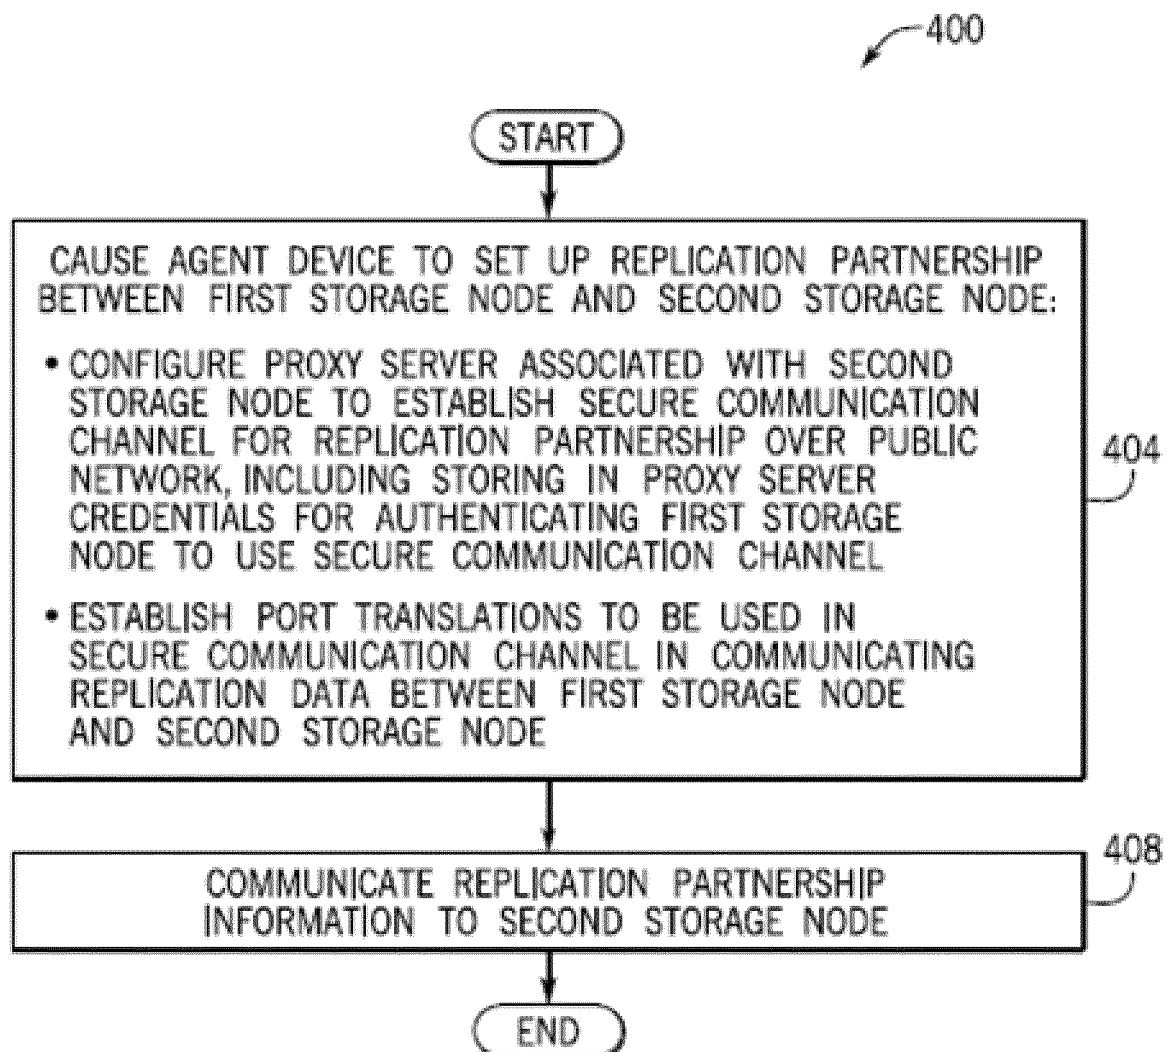 400
START
CAUSE AGENT DEVICE TO SET UP REPLICATION PARTNERSHIP
BETWEEN FIRST STORAGE NODE AND SECOND STORAGE NODE:
• CONFIGURE PROXY SERVER ASSOCIATED WITH SECOND
STORAGE NODE TO ESTABLISH SECURE COMMUNICATION
CHANNEL FOR REPLICATION PARTNERSHIP OVER PUBLIC
NETWORK, INCLUDING STORING IN PROXY SERVER
CREDENTIALS FOR AUTHENTICATING FIRST STORAGE
NODE TO USE SECURE COMMUNICATION CHANNEL
404
• ESTABLISH PORT TRANSLATIONS TO BE USED IN
SECURE COMMUNICATION CHANNEL IN COMMUNICATING
REPLICATION DATA BETWEEN FIRST STORAGE NODE
AND SECOND STORAGE NODE
408
COMMUNICATE REPLICATION PARTNERSHIP
INFORMATION TO SECOND STORAGE NODE
END